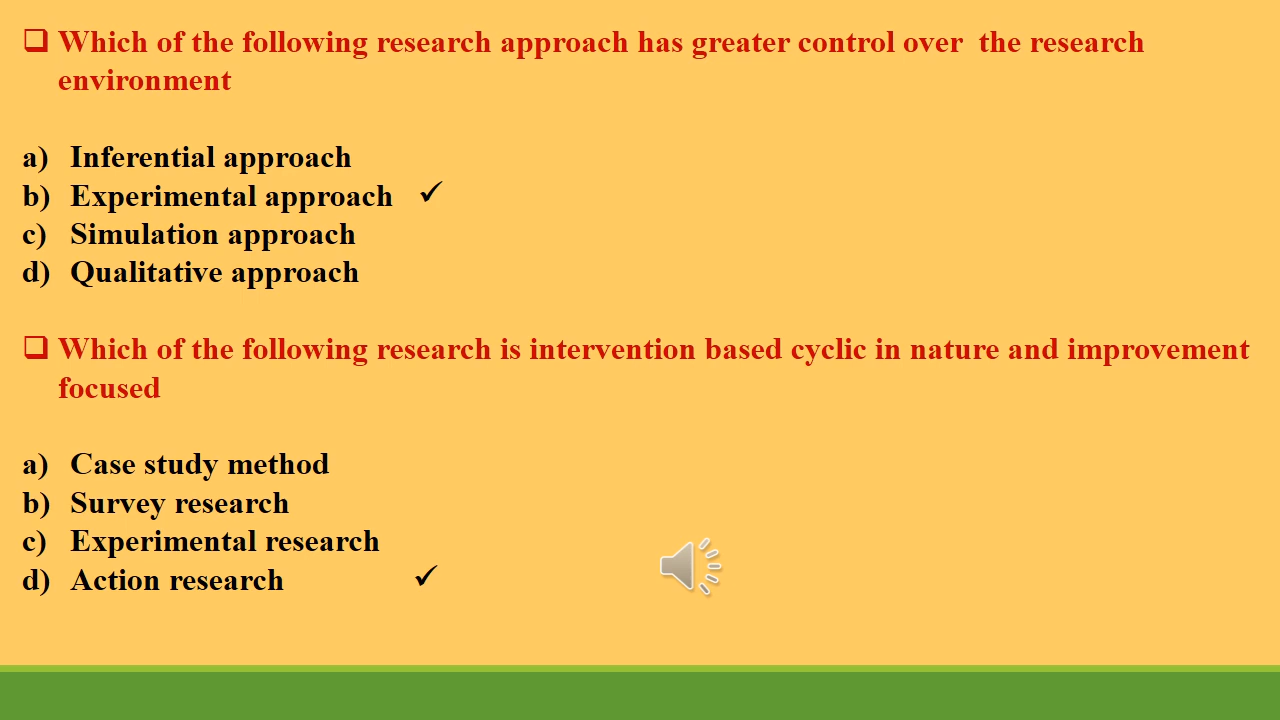 ❑ Which of the following research approach has greater control over  the research
environment
a) Inferential approach
b) Experimental approach ✓
c) Simulation approach
d) Qualitative approach
❑ Which of the following research is intervention based cyclic in nature and improvement
focused
a) Case study method
b) Survey research
c) Experimental research
d) Action research ✓